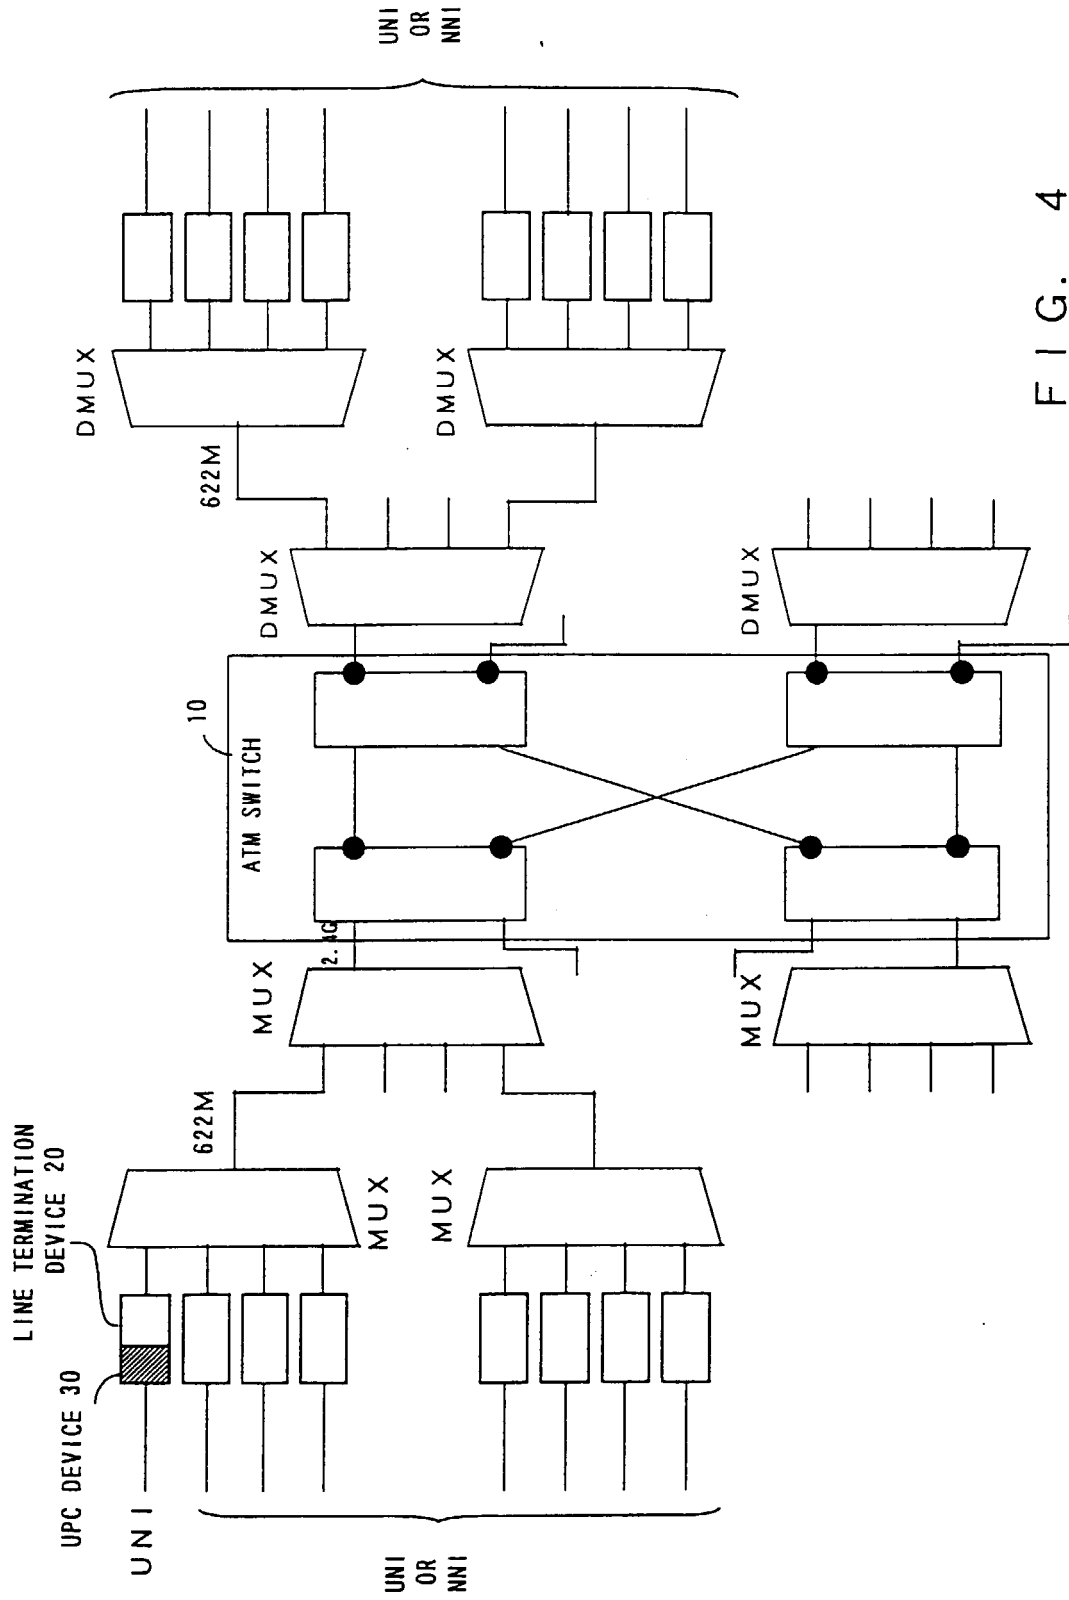 LINE TERMINATION
DEVICE 20
UPC DEVICE 30
UNI
UNI
OR
NNI
MUX
MUX
622M
MUX
MUX
2.4G
ATM SWITCH
10
DMUX
DMUX
622M
DMUX
DMUX
UNI
OR
NNI
FIG. 4